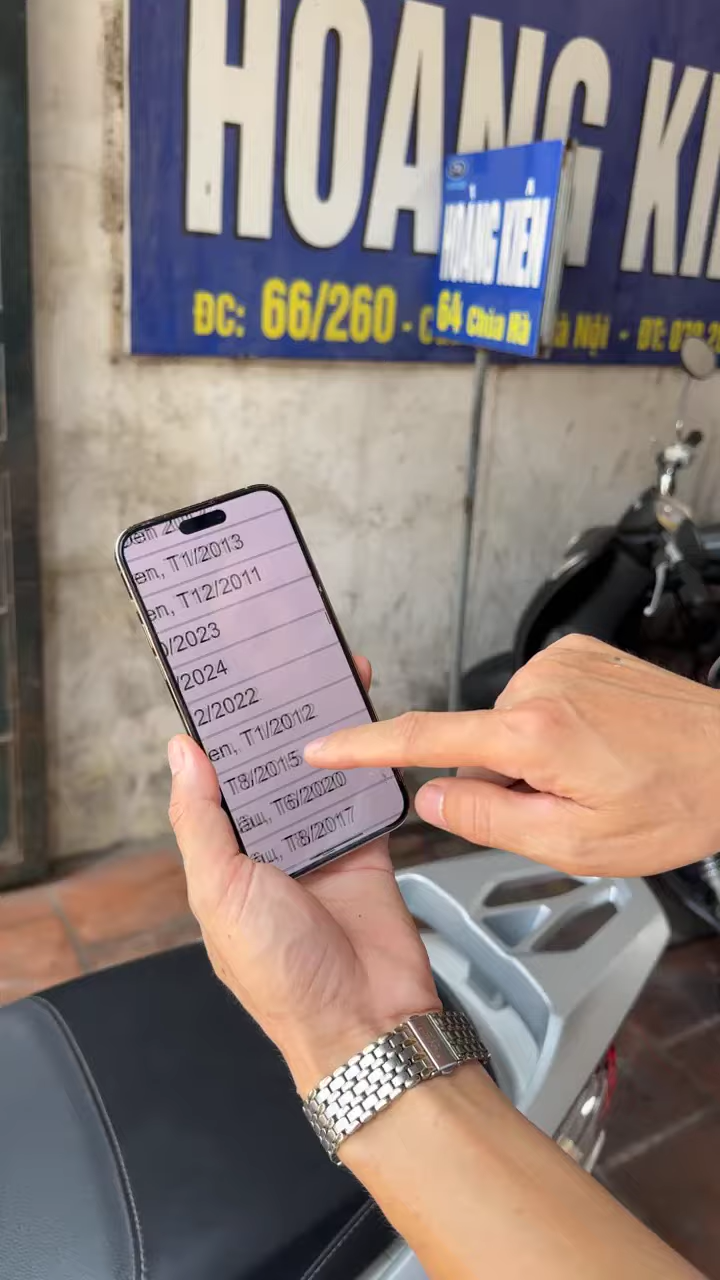 HOANG KI
HOÀNG KIÊN
ĐC: 66/260 - C
64 Chùa Hà
à Nội - ĐT:
en, T1/2013
en, T12/2011
/2023
/2024
2/2022
en, T1/2012
T8/2015
âu, T6/2020
âu, T8/2017